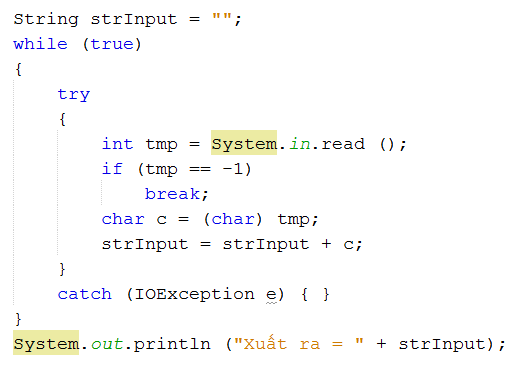 String strInput = "";
while (true)
{
    try
    {
        int tmp = System.in.read ();
        if (tmp == -1)
            break;
        char c = (char) tmp;
        strInput = strInput + c;
    }
    catch (IOException e) { }
}
System.out.println ("Xuất ra = " + strInput);